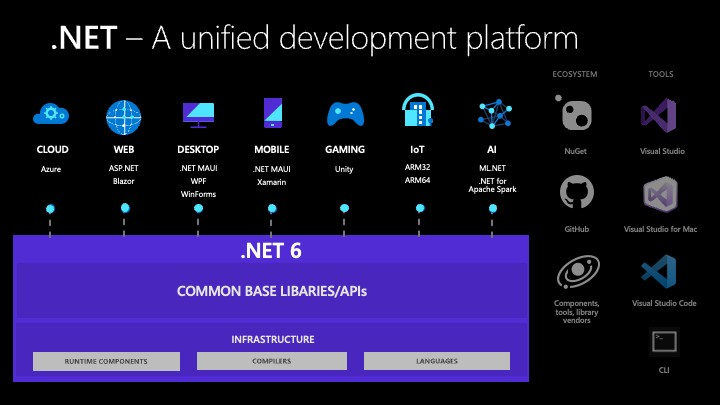 .NET – A unified development platform
ECOSYSTEM
TOOLS
CLOUD
WEB
DESKTOP
MOBILE
GAMING
IoT
AI
Azure
ASP.NET
Blazor
.NET MAUI
WPF
WinForms
.NET MAUI
Xamarin
Unity
ARM32
ARM64
ML.NET
.NET for
Apache Spark
NuGet
Visual Studio
GitHub
Visual Studio for Mac
Components,
tools, library
vendors
Visual Studio Code
>_
CLI
.NET 6
COMMON BASE LIBARIES/APIs
INFRASTRUCTURE
RUNTIME COMPONENTS
COMPILERS
LANGUAGES